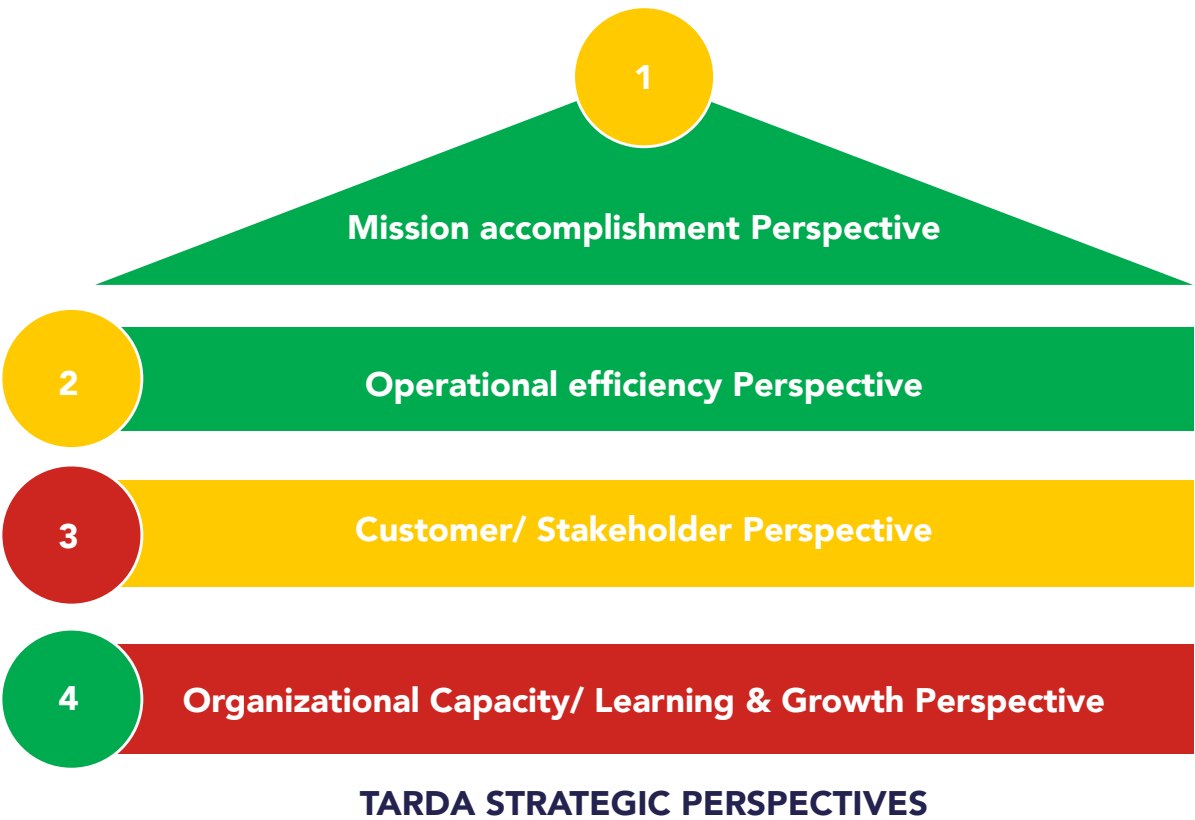 1
Mission accomplishment Perspective
2
Operational efficiency Perspective
3
Customer/ Stakeholder Perspective
4
Organizational Capacity/ Learning & Growth Perspective
TARDA STRATEGIC PERSPECTIVES